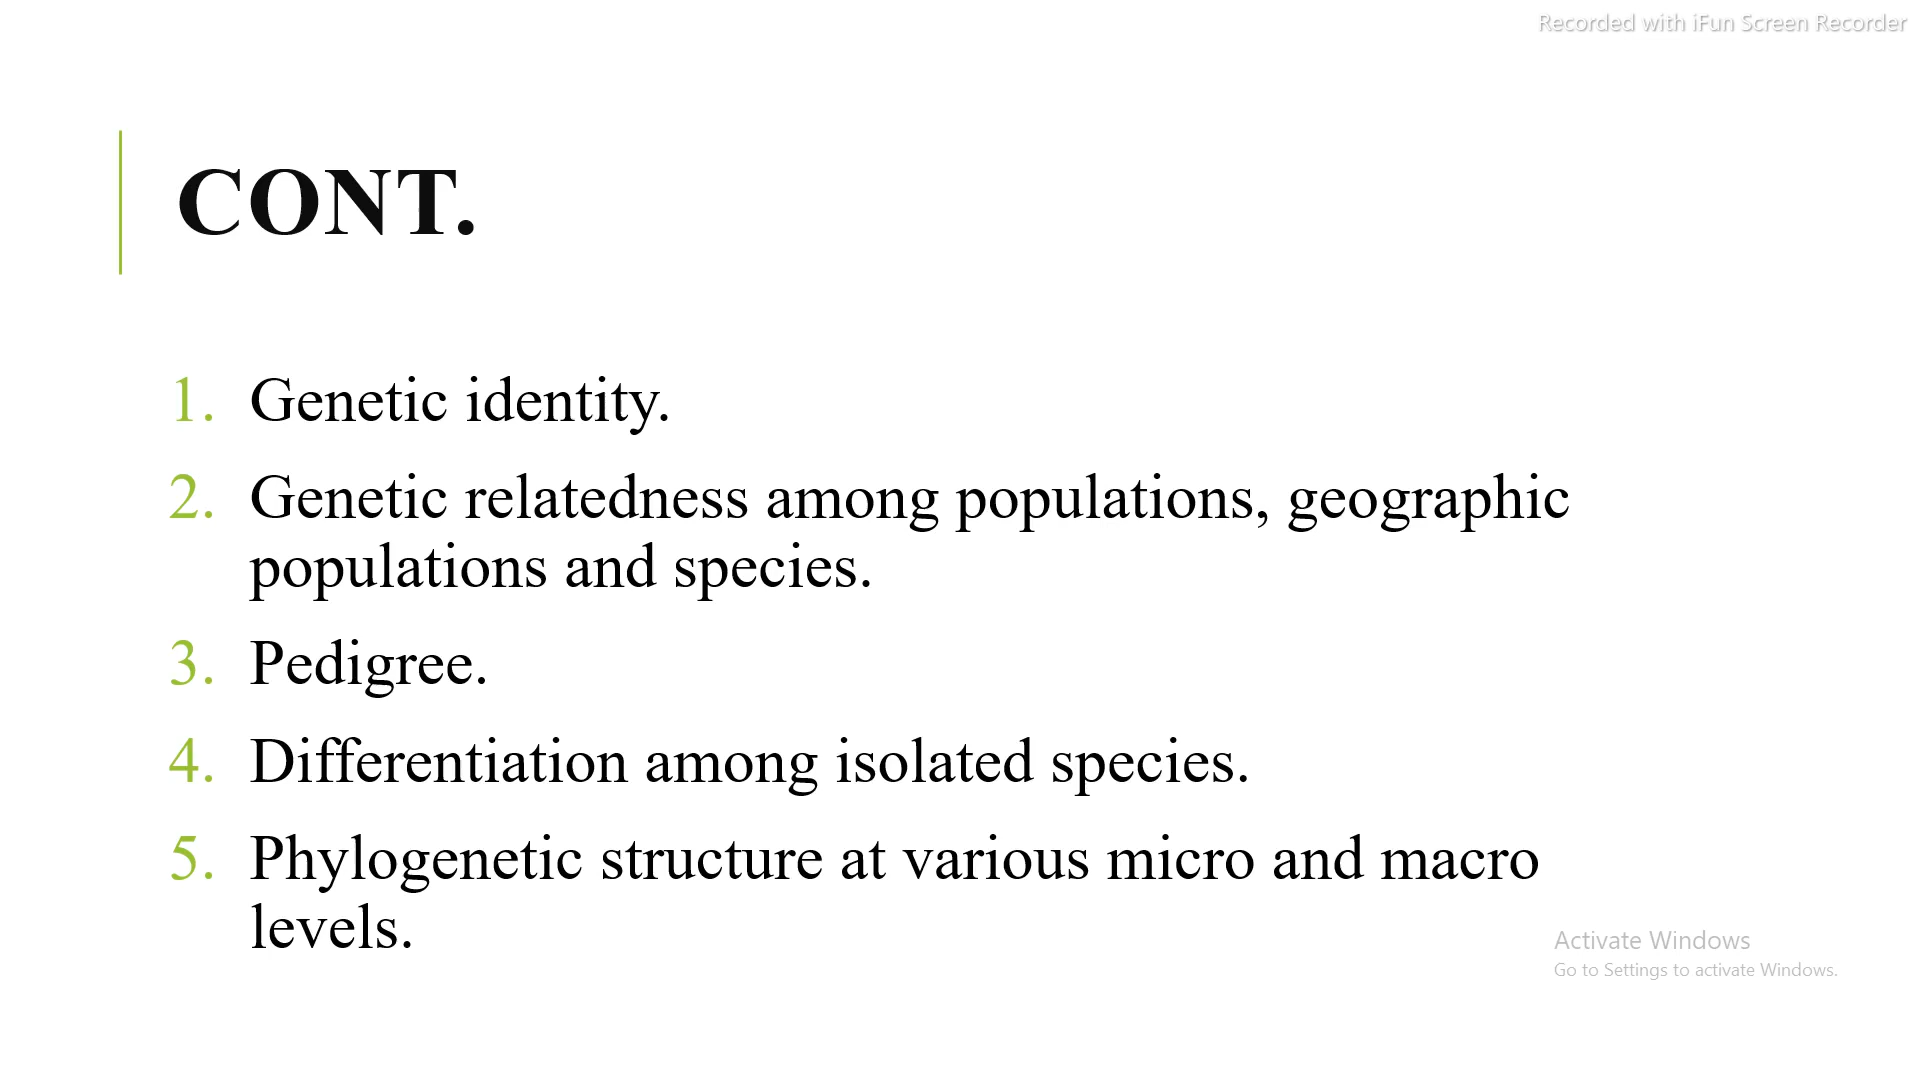 Recorded with iFun Screen Recorder
CONT.
1. Genetic identity.
2. Genetic relatedness among populations, geographic
populations and species.
3. Pedigree.
4. Differentiation among isolated species.
5. Phylogenetic structure at various micro and macro
levels.
Activate Windows
Go to Settings to activate Windows.